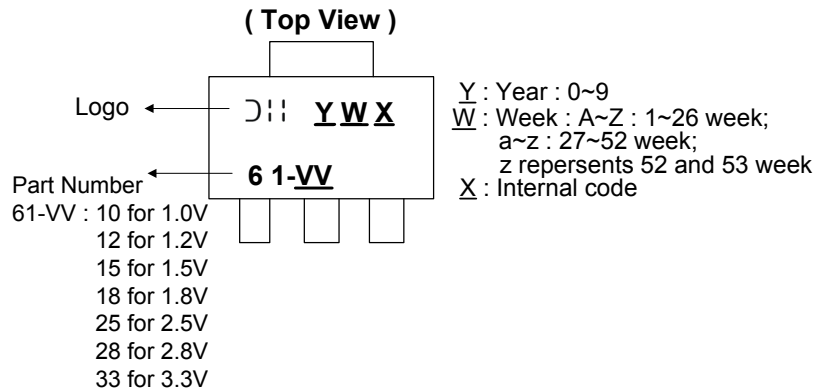 ( Top View )
Logo
Y W X
Y : Year : 0~9
W : Week : A~Z : 1~26 week;
a~z : 27~52 week;
z repersents 52 and 53 week
X : Internal code
Part Number
6 1-VV
61-VV : 10 for 1.0V
12 for 1.2V
15 for 1.5V
18 for 1.8V
25 for 2.5V
28 for 2.8V
33 for 3.3V